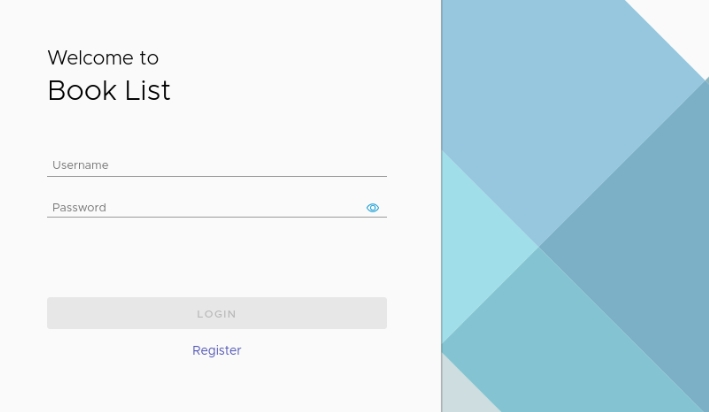 Welcome to
Book List
Username
Password
LOGIN
Register